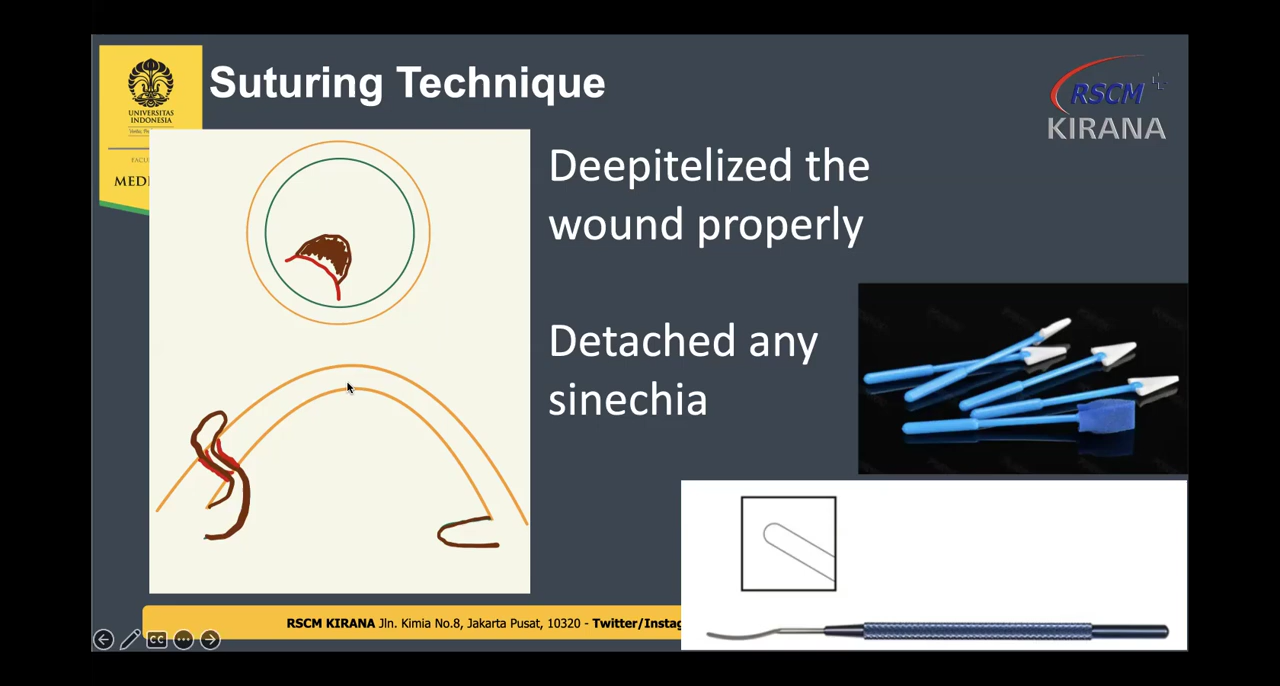 Suturing Technique
UNIVERSITAS
INDONESIA
MEDI
RSCM
KIRANA
Deepitelized the
wound properly
Detached any
sinechia
RSCM KIRANA Jln. Kimia No.8, Jakarta Pusat, 10320 - Twitter/Instag
CC